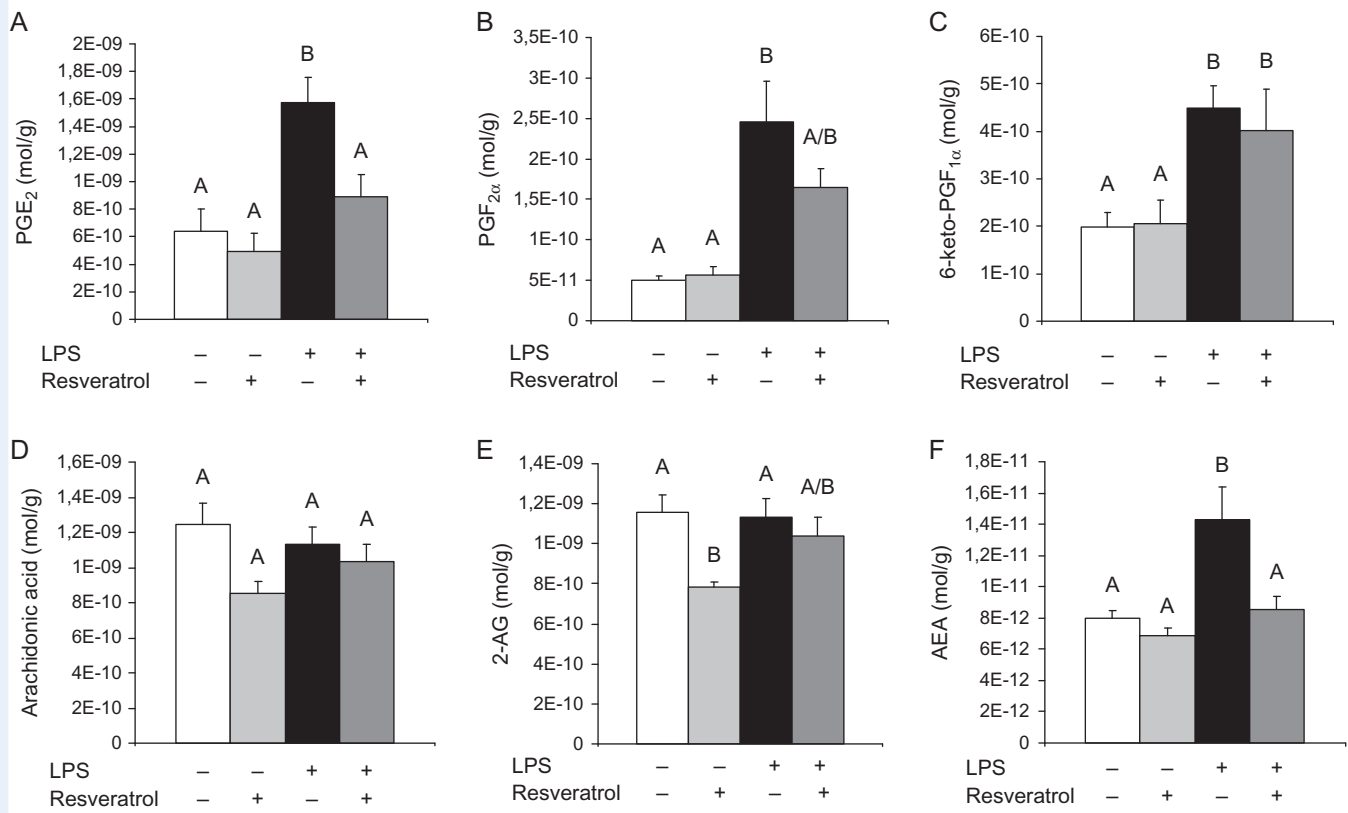 A
PGE2 (mol/g)
2E-09
1,8E-09
1,6E-09
1,4E-09
1,2E-09
1E-09
8E-10
6E-10
4E-10
2E-10
0
A
A
B
A
LPS – – + +
Resveratrol – + – +
B
PGF2α (mol/g)
3,5E-10
3E-10
2,5E-10
2E-10
1,5E-10
1E-10
5E-11
0
A
A
B
A/B
LPS – – + +
Resveratrol – + – +
C
6-keto-PGF1α (mol/g)
6E-10
5E-10
4E-10
3E-10
2E-10
1E-10
0
A
A
B
B
LPS – – + +
Resveratrol – + – +
D
Arachidonic acid (mol/g)
1,6E-09
1,4E-09
1,2E-09
1E-09
8E-10
6E-10
4E-10
2E-10
0
A
A
A
A
LPS – – + +
Resveratrol – + – +
E
2-AG (mol/g)
1,4E-09
1,2E-09
1E-09
8E-10
6E-10
4E-10
2E-10
0
A
B
A
A/B
LPS – – + +
Resveratrol – + – +
F
AEA (mol/g)
1,8E-11
1,6E-11
1,4E-11
1,2E-11
1E-11
8E-12
6E-12
4E-12
2E-12
0
A
A
B
A
LPS – – + +
Resveratrol – + – +